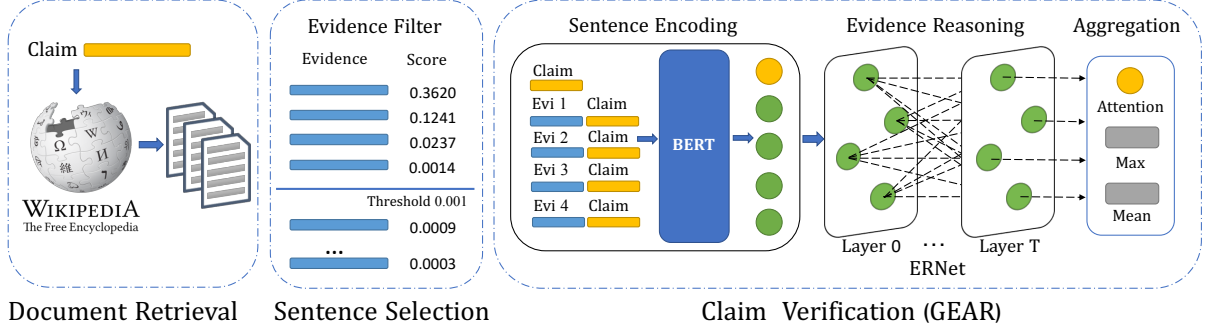 Claim
Ω
W
維
И
WIKIPEDIA
The Free Encyclopedia
Document Retrieval
Evidence Filter
Evidence Score
0.3620
0.1241
0.0237
0.0014
Threshold 0.001
0.0009
...
0.0003
Sentence Selection
Sentence Encoding
Claim
Evi 1 Claim
Evi 2 Claim
Evi 3 Claim
Evi 4 Claim
BERT
Evidence Reasoning
Layer 0 ... Layer T
ERNet
Aggregation
Attention
Max
Mean
Claim Verification (GEAR)